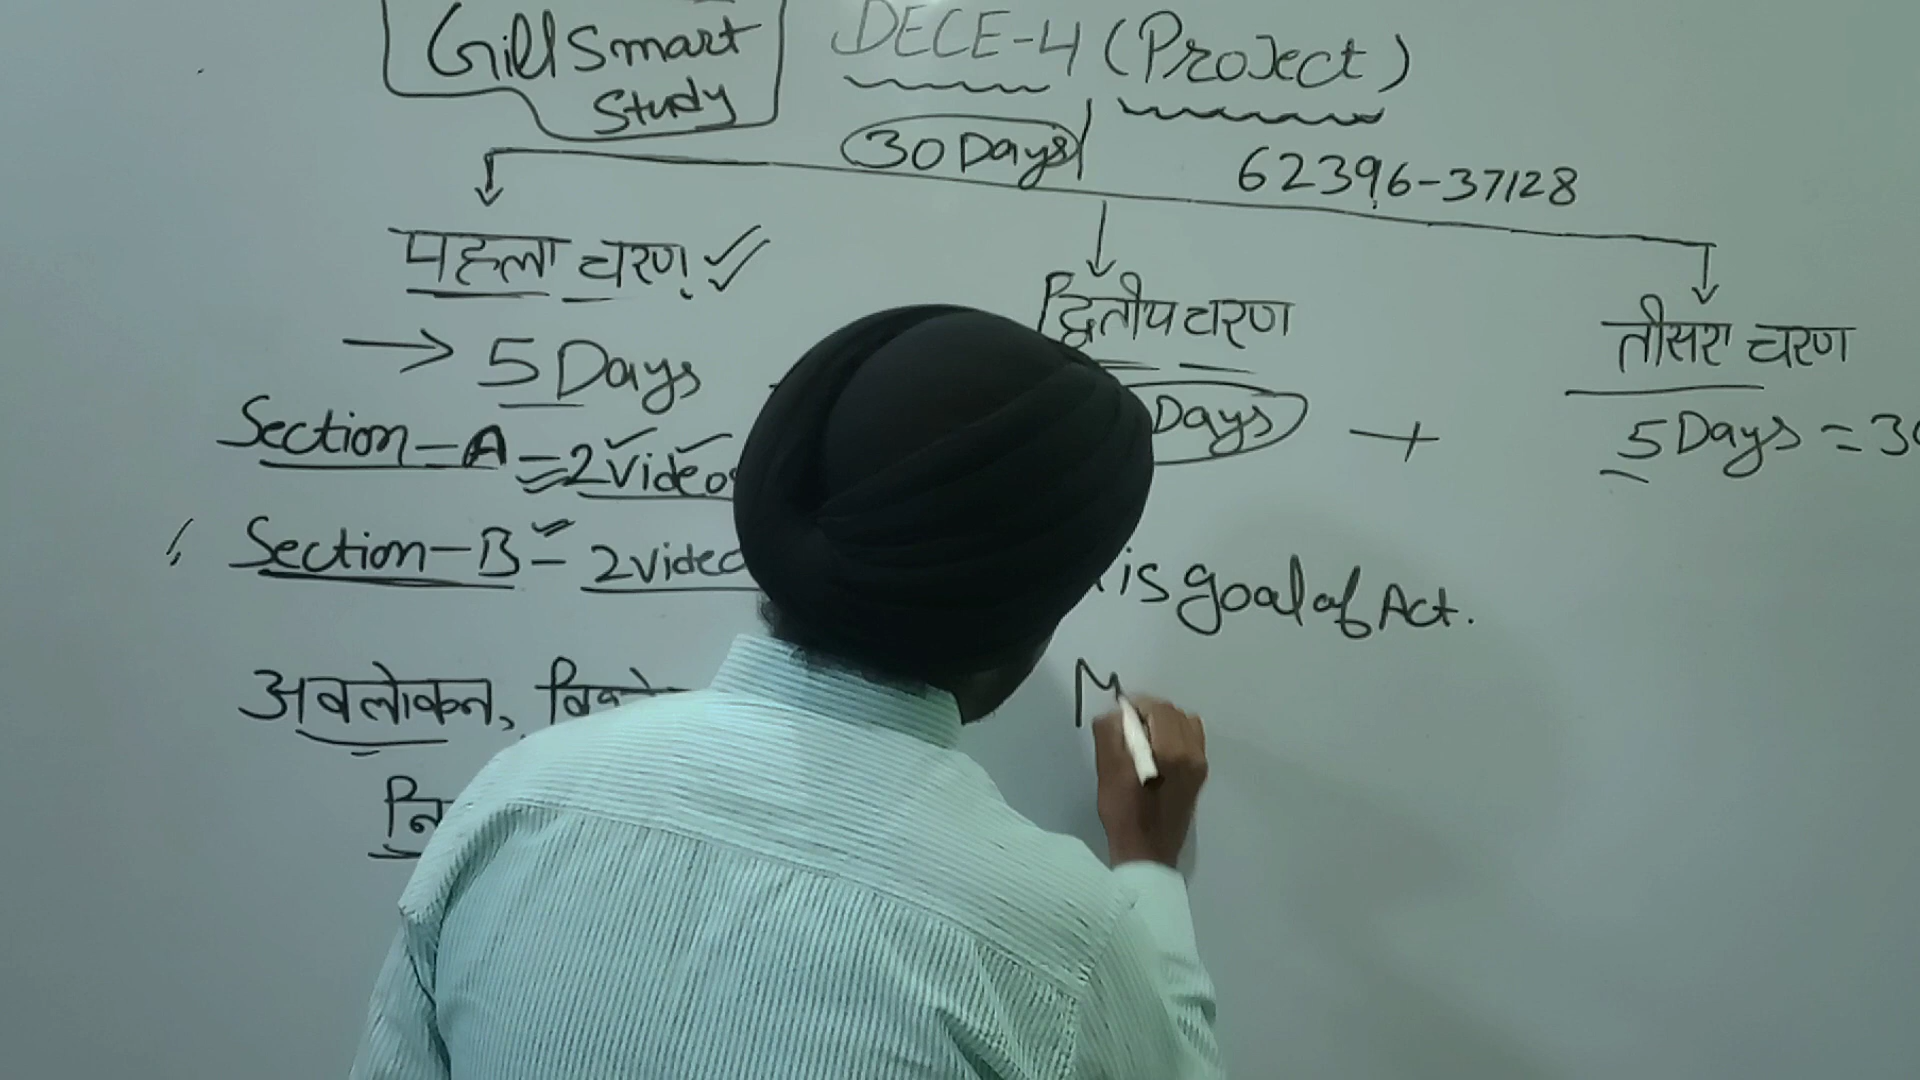 Gill Smart
Study
DECE-4 (Project)
30 Days
62396-37128
पहला चरण
द्वितीय चरण
तीसरा चरण
→ 5 Days
Days
+
5 Days = 30
Section-A = 2 Videos
Section-B = 2 Video
is goal of Act.
अवलोकन,
M
नि